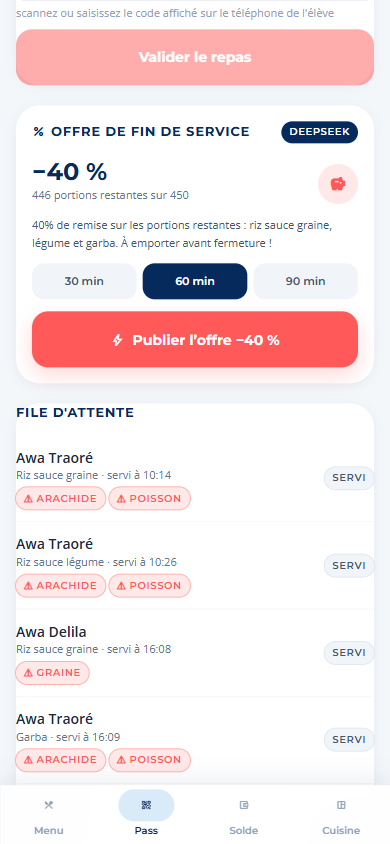 scannez ou saisissez le code affiché sur le téléphone de l'élève
Valider le repas
% OFFRE DE FIN DE SERVICE
DEEPSEEK
−40 %
446 portions restantes sur 450
40% de remise sur les portions restantes : riz sauce graine,
légume et garba. À emporter avant fermeture !
30 min
60 min
90 min
Publier l'offre −40 %
FILE D'ATTENTE
Awa Traoré
Riz sauce graine · servi à 10:14
ARACHIDE
POISSON
SERVI
Awa Traoré
Riz sauce légume · servi à 10:26
ARACHIDE
POISSON
SERVI
Awa Delila
Riz sauce graine · servi à 16:08
GRAINE
SERVI
Awa Traoré
Garba · servi à 16:09
ARACHIDE
POISSON
SERVI
Menu
Pass
Solde
Cuisine